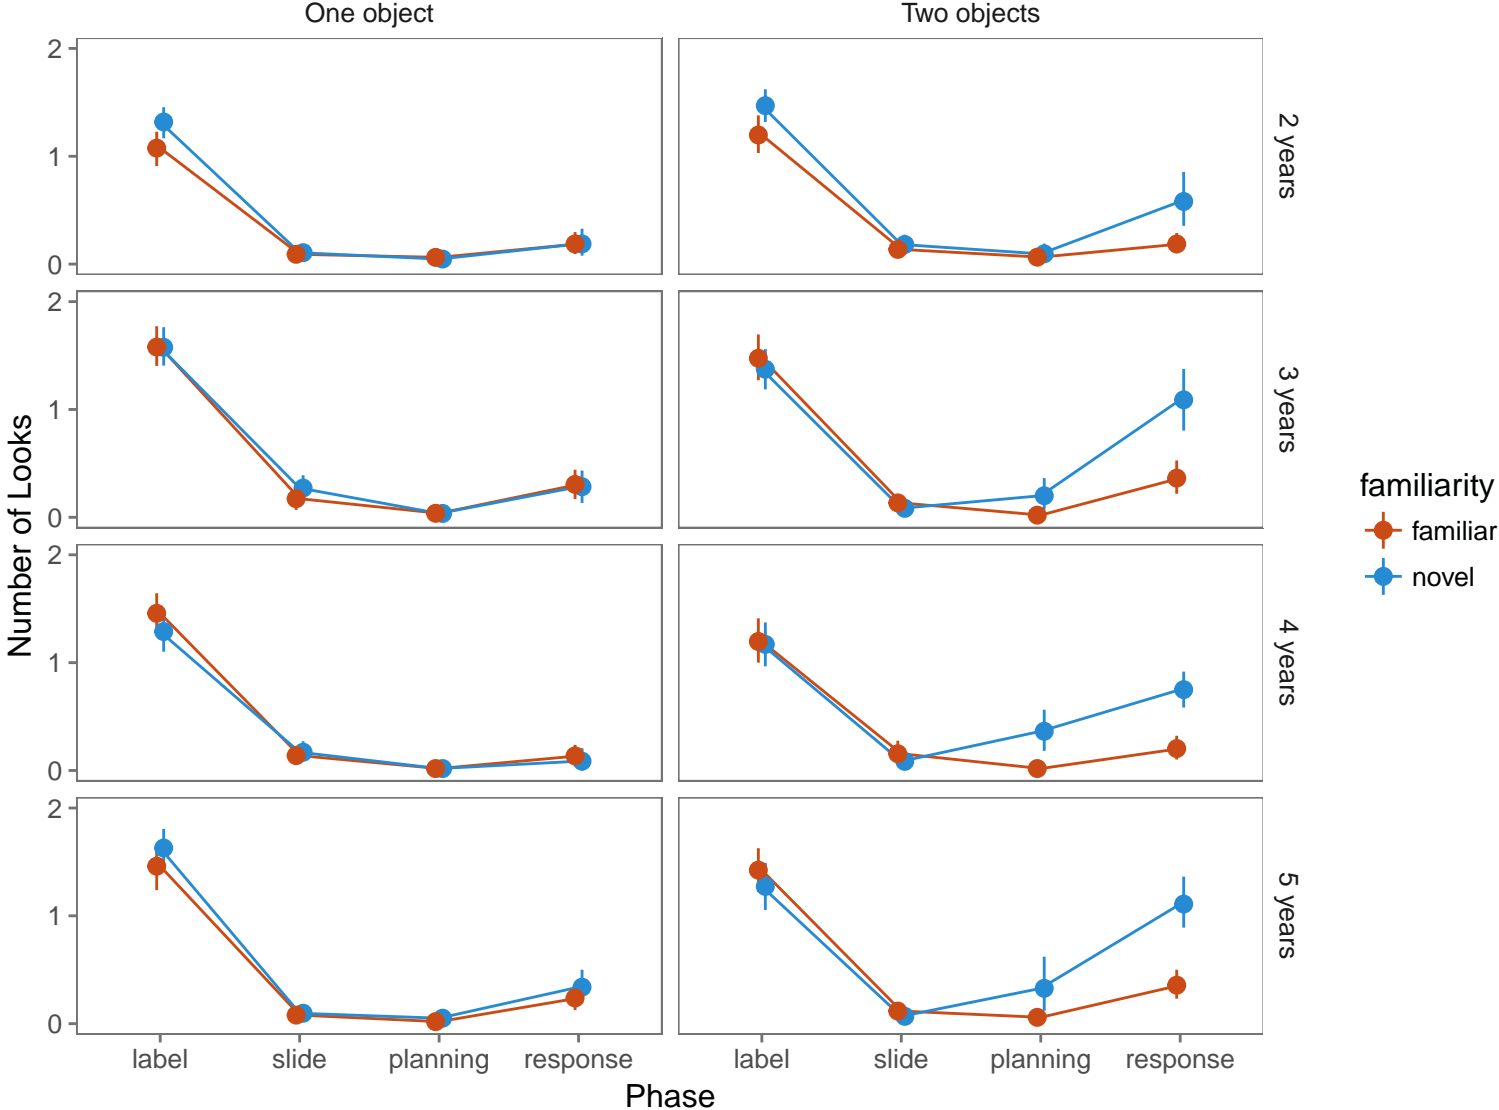 One object
Two objects
2
1
0
2 years
2
1
0
3 years
2
1
0
4 years
2
1
0
5 years
label
slide
planning
response
label
slide
planning
response
Phase
Number of Looks
familiarity
familiar
novel